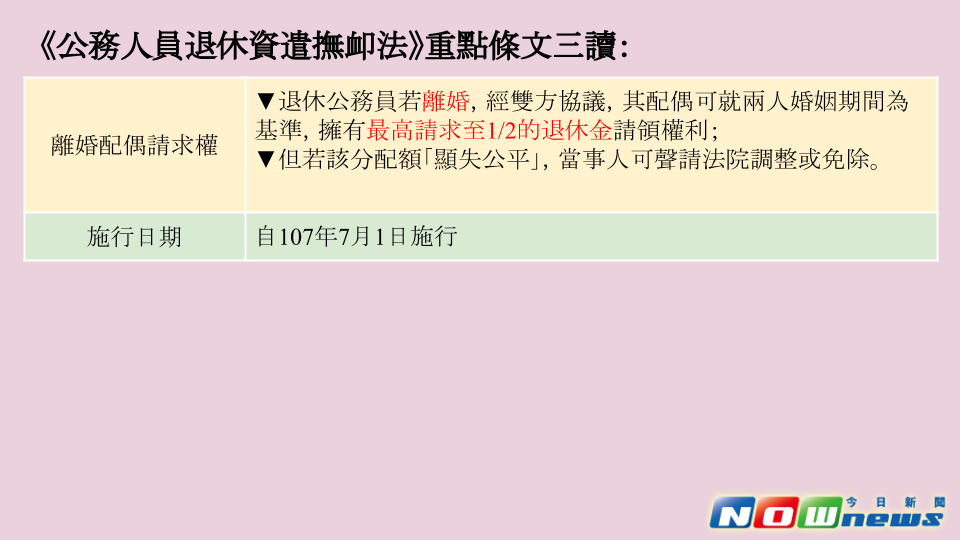 《公務人員退休資遣撫卹法》重點條文三讀：
離婚配偶請求權
▼退休公務員若離婚，經雙方協議，其配偶可就兩人婚姻期間為
基準，擁有最高請求至1/2的退休金請領權利；
▼但若該分配額「顯失公平」，當事人可聲請法院調整或免除。
施行日期
自107年7月1日施行
今日新聞
NOWnews